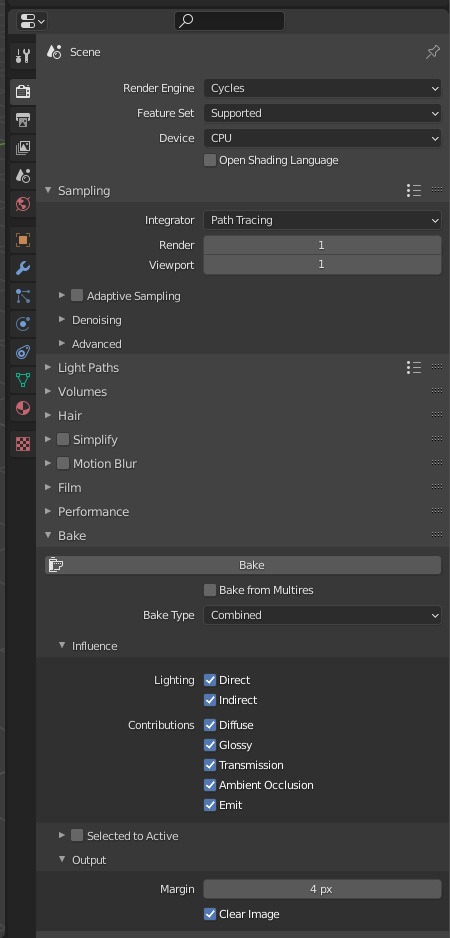 Scene
Render Engine Cycles
Feature Set Supported
Device CPU
Open Shading Language
Sampling
Integrator Path Tracing
Render 1
Viewport 1
Adaptive Sampling
Denoising
Advanced
Light Paths
Volumes
Hair
Simplify
Motion Blur
Film
Performance
Bake
Bake
Bake from Multires
Bake Type Combined
Influence
Lighting Direct
Indirect
Contributions Diffuse
Glossy
Transmission
Ambient Occlusion
Emit
Selected to Active
Output
Margin 4 px
Clear Image